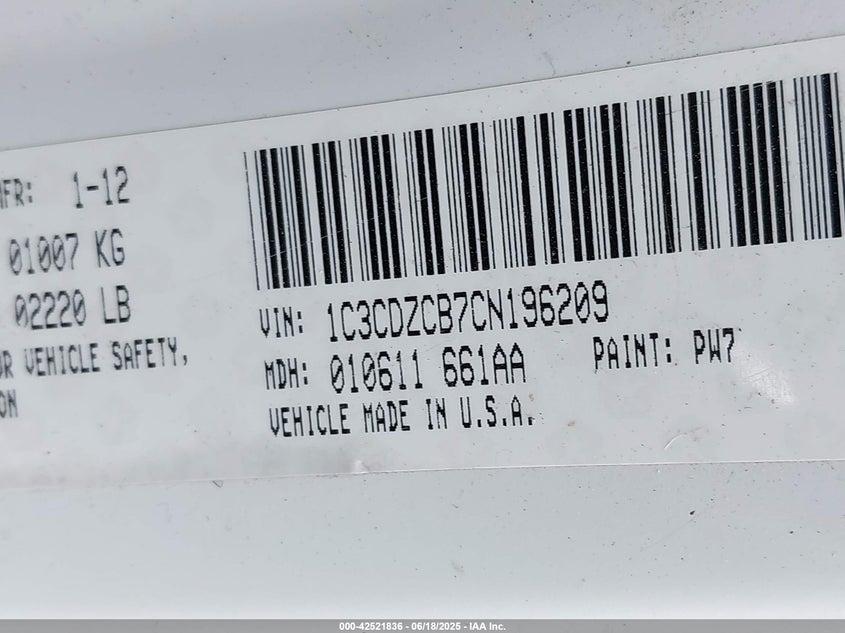 MFR: 1-12
01007 KG
02220 LB
OR VEHICLE SAFETY,
ON
VIN: 1C3CDZCB7CN196209
MDH: 010611 661AA PAINT: PW7
VEHICLE MADE IN U.S.A.
000-42521836 - 06/18/2025 - IAA Inc.